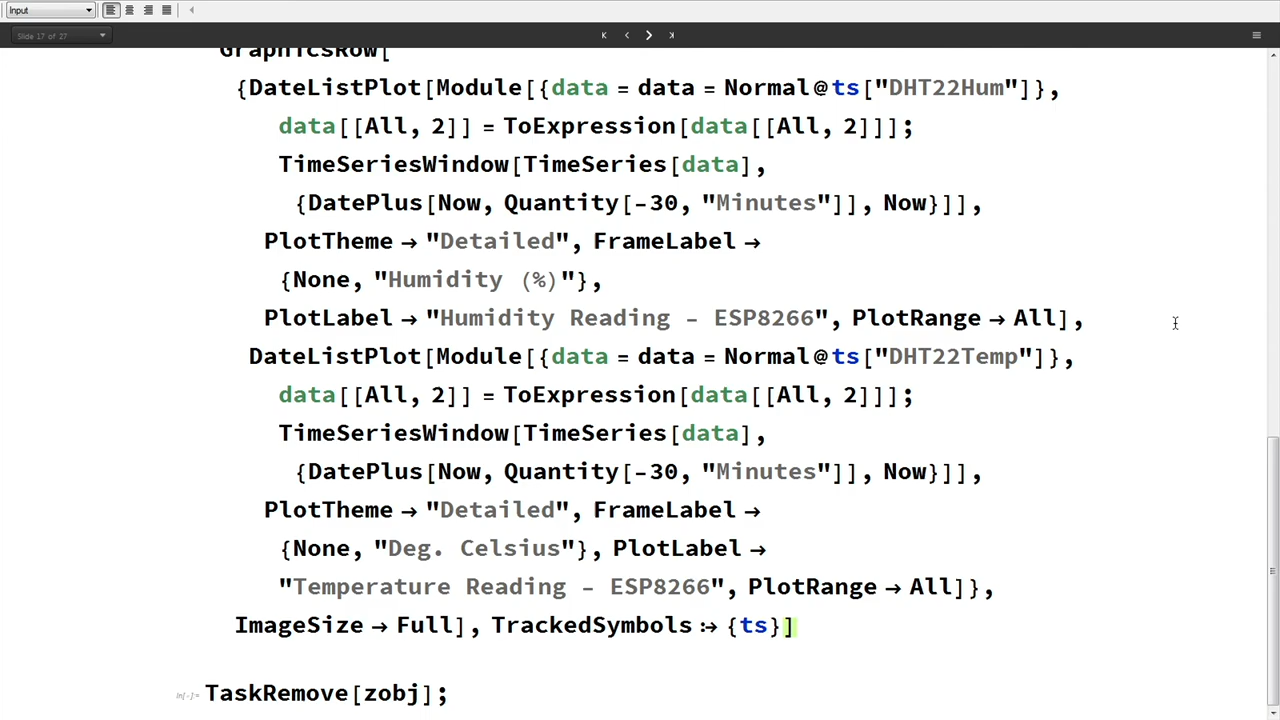 Input
Slide 17 of 27
GraphicsRow[
{DateListPlot[Module[{data = data = Normal@ts["DHT22Hum"]},
data[[All, 2]] = ToExpression[data[[All, 2]]];
TimeSeriesWindow[TimeSeries[data],
{DatePlus[Now, Quantity[-30, "Minutes"]], Now}]],
PlotTheme → "Detailed", FrameLabel →
{None, "Humidity (%)"},
PlotLabel → "Humidity Reading - ESP8266", PlotRange → All],
DateListPlot[Module[{data = data = Normal@ts["DHT22Temp"]},
data[[All, 2]] = ToExpression[data[[All, 2]]];
TimeSeriesWindow[TimeSeries[data],
{DatePlus[Now, Quantity[-30, "Minutes"]], Now}]],
PlotTheme → "Detailed", FrameLabel →
{None, "Deg. Celsius"}, PlotLabel →
"Temperature Reading - ESP8266", PlotRange → All]},
ImageSize → Full], TrackedSymbols :→ {ts}]
In[-]:= TaskRemove[zobj];